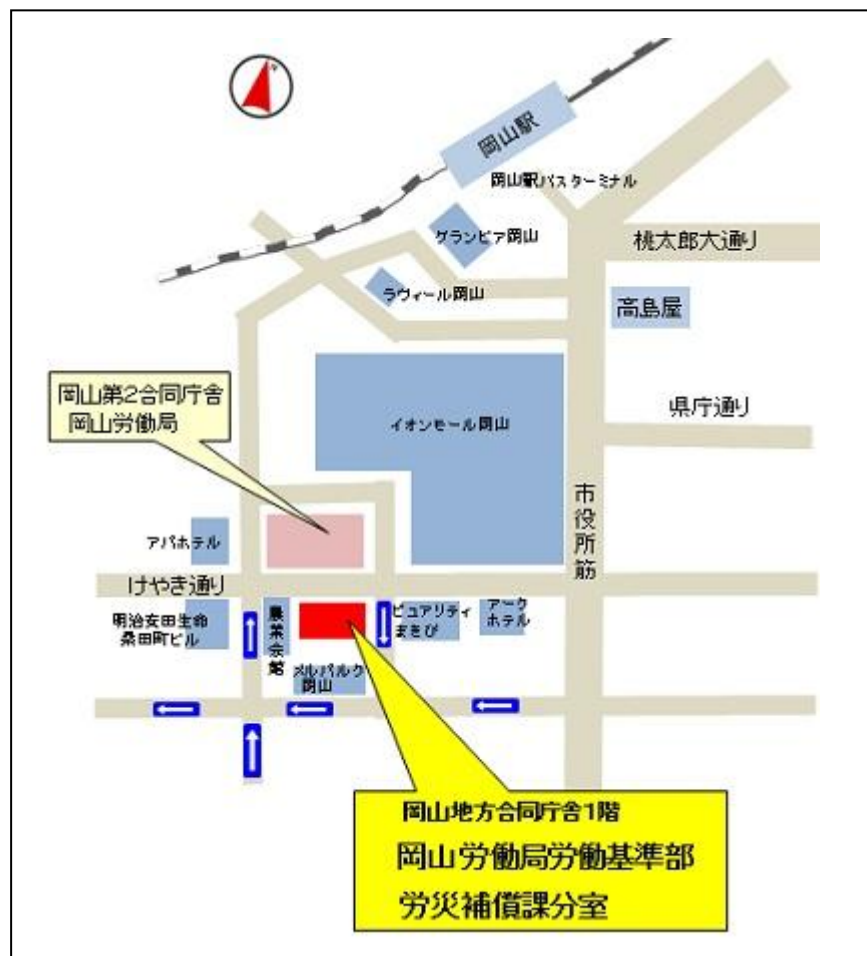 N
岡山駅
岡山駅バスターミナル
グランビア岡山
桃太郎大通り
ラヴィール岡山
高島屋
岡山第2合同庁舎
岡山労働局
イオンモール岡山
県庁通り
市役所筋
アパホテル
けやき通り
明治安田生命
桑田町ビル
農業会館
ピュアリティ
まきび
アーク
ホテル
メルパルク
岡山
岡山地方合同庁舎1階
岡山労働局労働基準部
労災補償課分室